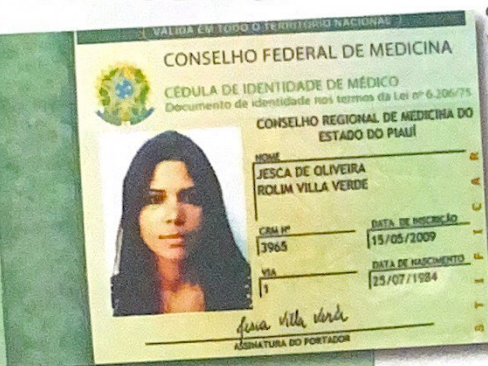 VÁLIDA EM TODO O TERRITÓRIO NACIONAL
CONSELHO FEDERAL DE MEDICINA
CÉDULA DE IDENTIDADE DE MÉDICO
Documento de identidade nos termos da Lei nº 6.206/75
CONSELHO REGIONAL DE MEDICINA DO
ESTADO DO PIAUÍ
NOME
JESCA DE OLIVEIRA
ROLIM VILLA VERDE
CRM Nº
3965
DATA DE INSCRIÇÃO
15/05/2009
VIA
1
DATA DE NASCIMENTO
25/07/1984
Villa Verde
ASSINATURA DO PORTADOR
STIFICAR